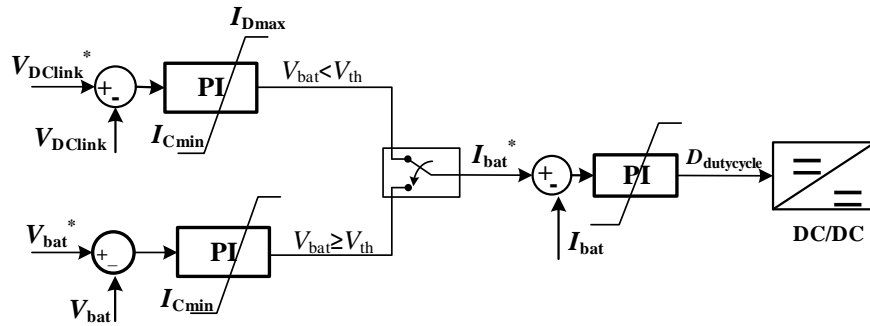 I_Dmax
V_DClink*
+
-
PI
V_bat<V_th
V_DClink
I_Cmin
I_bat*
+
-
PI
D_dutycycle
=
=
DC/DC
I_bat
V_bat*
+
–
PI
V_bat≥V_th
V_bat
I_Cmin